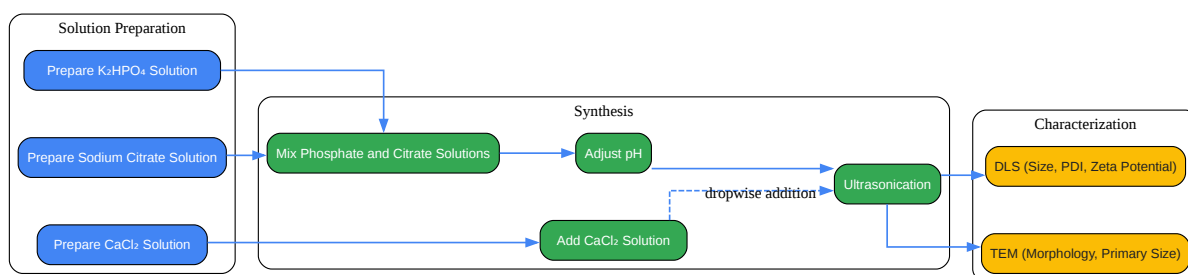 Solution Preparation
Prepare K₂HPO₄ Solution
Prepare Sodium Citrate Solution
Prepare CaCl₂ Solution
Synthesis
Mix Phosphate and Citrate Solutions
Adjust pH
dropwise addition
Add CaCl₂ Solution
Ultrasonication
Characterization
DLS (Size, PDI, Zeta Potential)
TEM (Morphology, Primary Size)